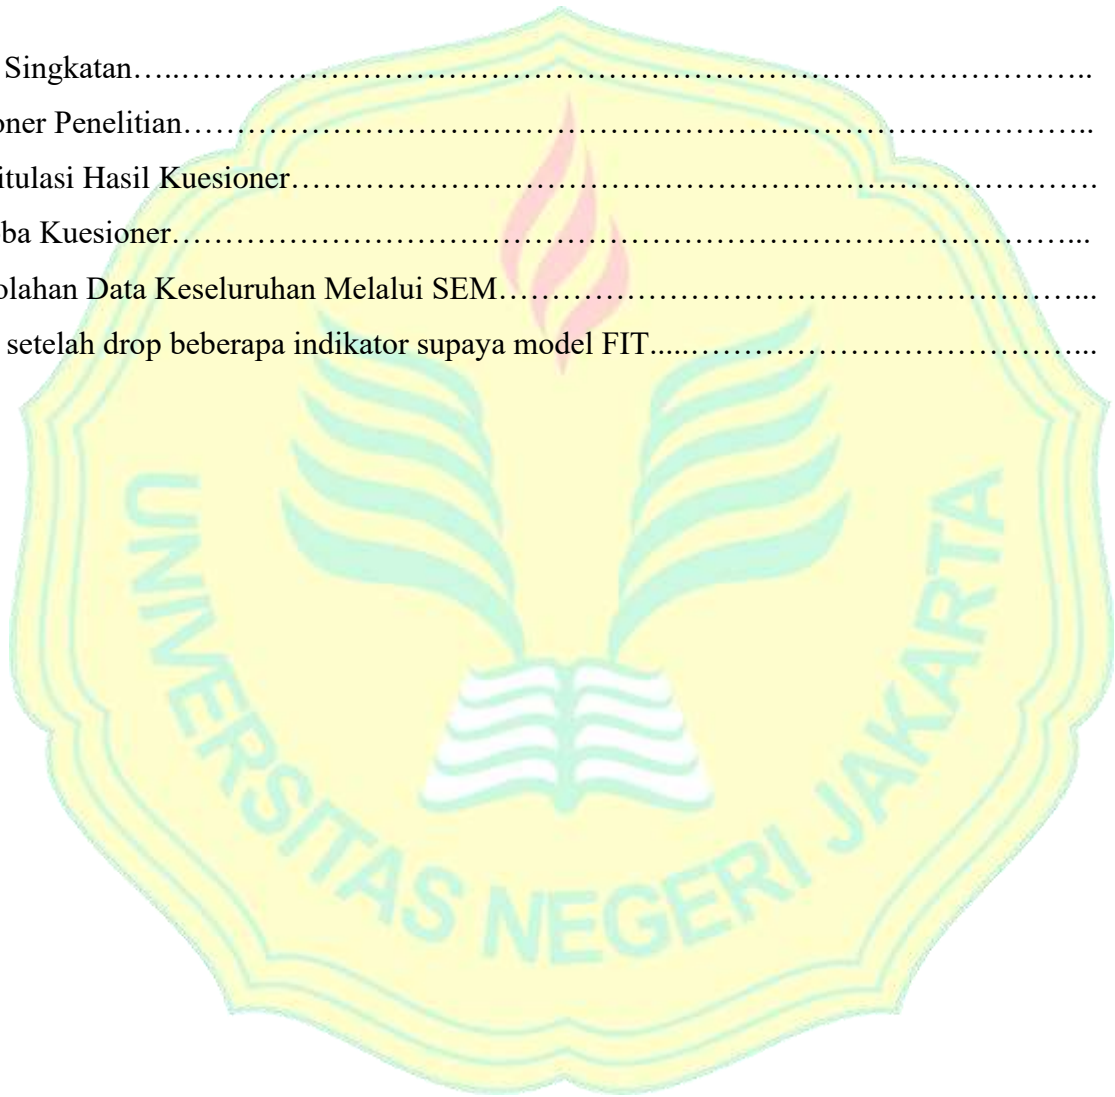 Singkatan…..………………………………………………………………………………..
oner Penelitian…………………………………………………………………………..
itulasi Hasil Kuesioner……………………………………………………………………….
ba Kuesioner…………………………………………………………………………...
olahan Data Keseluruhan Melalui SEM………………………………………………...
setelah drop beberapa indikator supaya model FIT.....…………………………………...
UNIVERSITAS NEGERI JAKARTA